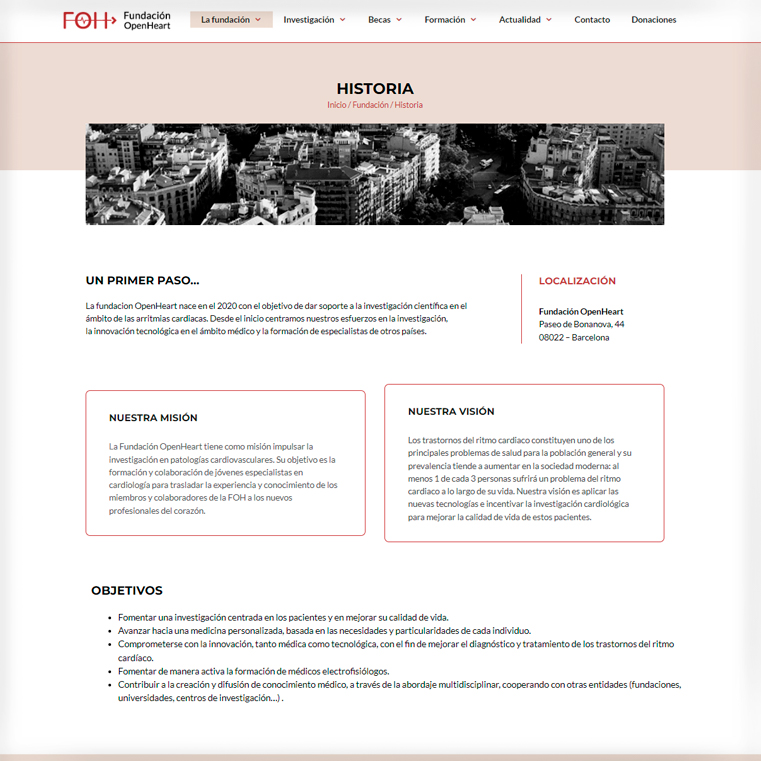 FOH Fundación
OpenHeart
La fundación Investigación Becas Formación Actualidad Contacto Donaciones
HISTORIA
Inicio / Fundación / Historia
UN PRIMER PASO...
La fundacion OpenHeart nace en el 2020 con el objetivo de dar soporte a la investigación científica en el
ámbito de las arritmias cardiacas. Desde el inicio centramos nuestros esfuerzos en la investigación,
la innovación tecnológica en el ámbito médico y la formación de especialistas de otros países.
LOCALIZACIÓN
Fundación OpenHeart
Paseo de Bonanova, 44
08022 – Barcelona
NUESTRA MISIÓN
La Fundación OpenHeart tiene como misión impulsar la
investigación en patologías cardiovasculares. Su objetivo es la
formación y colaboración de jóvenes especialistas en
cardiología para trasladar la experiencia y conocimiento de los
miembros y colaboradores de la FOH a los nuevos
profesionales del corazón.
NUESTRA VISIÓN
Los trastornos del ritmo cardiaco constituyen uno de los
principales problemas de salud para la población general y su
prevalencia tiende a aumentar en la sociedad moderna: al
menos 1 de cada 3 personas sufrirá un problema del ritmo
cardiaco a lo largo de su vida. Nuestra visión es aplicar las
nuevas tecnologías e incentivar la investigación cardiológica
para mejorar la calidad de vida de estos pacientes.
OBJETIVOS
• Fomentar una investigación centrada en los pacientes y en mejorar su calidad de vida.
• Avanzar hacia una medicina personalizada, basada en las necesidades y particularidades de cada individuo.
• Comprometerse con la innovación, tanto médica como tecnológica, con el fin de mejorar el diagnóstico y tratamiento de los trastornos del ritmo
cardíaco.
• Fomentar de manera activa la formación de médicos electrofisiólogos.
• Contribuir a la creación y difusión de conocimiento médico, a través de la abordaje multidisciplinar, cooperando con otras entidades (fundaciones,
universidades, centros de investigación…) .